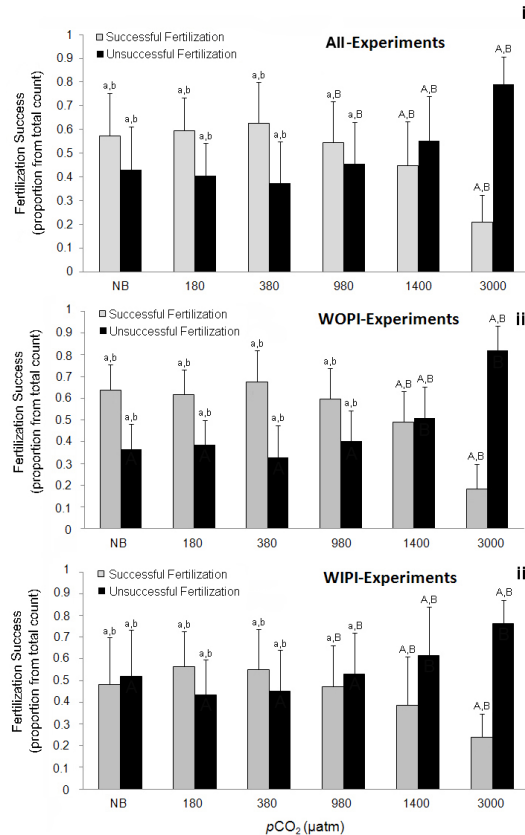 i
All-Experiments
Successful Fertilization
Unsuccessful Fertilization
Fertilization Success
(proportion from total count)
1
0.9
0.8
0.7
0.6
0.5
0.4
0.3
0.2
0.1
0
a,b a,b a,b a,b a,b a,b a,B a,B A,B A,B A,B A,B
NB 180 380 980 1400 3000
ii
WOPI-Experiments
Successful Fertilization
Unsuccessful Fertilization
Fertilization Success
(proportion from total count)
1
0.9
0.8
0.7
0.6
0.5
0.4
0.3
0.2
0.1
0
a,b a,b a,b a,b a,b a,b a,b a,b A,B A,B A,B A,B
A A A A B B
NB 180 380 980 1400 3000
ii
WIPI-Experiments
Successful Fertilization
Unsuccessful Fertilization
Fertilization Success
(proportion from total count)
1
0.9
0.8
0.7
0.6
0.5
0.4
0.3
0.2
0.1
0
a,b a,b a,b a,b a,b a,b a,B a,B A,B A,B A,B A,B
A A A A B B
NB 180 380 980 1400 3000
pCO2 (µatm)